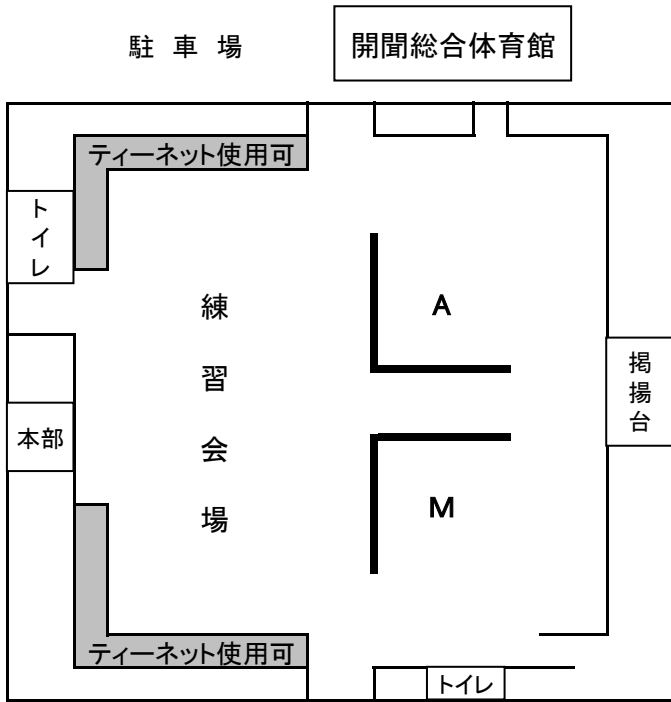 駐車場
開聞総合体育館
ティーネット使用可
トイレ
練習会場
A
掲揚台
本部
M
ティーネット使用可
トイレ